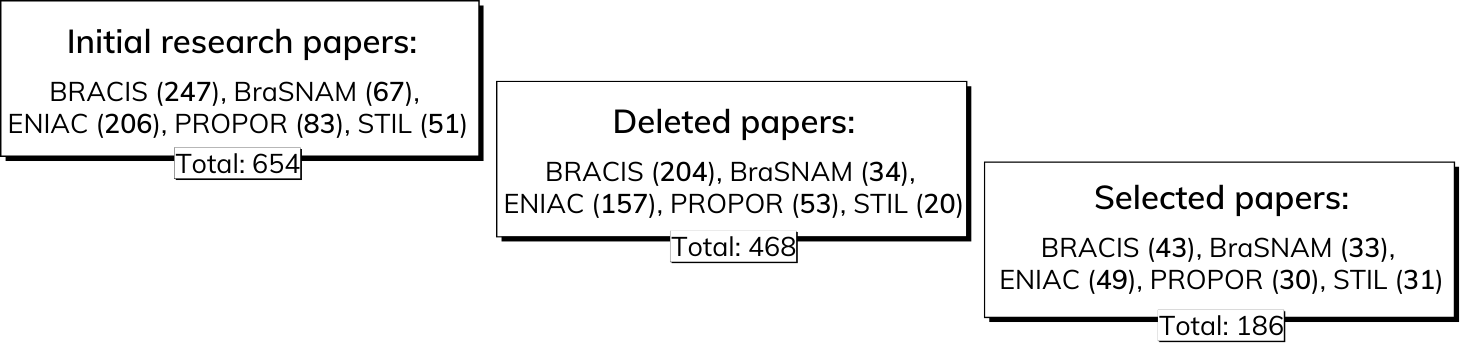 Initial research papers:
BRACIS (247), BraSNAM (67),
ENIAC (206), PROPOR (83), STIL (51)
Total: 654
Deleted papers:
BRACIS (204), BraSNAM (34),
ENIAC (157), PROPOR (53), STIL (20)
Total: 468
Selected papers:
BRACIS (43), BraSNAM (33),
ENIAC (49), PROPOR (30), STIL (31)
Total: 186